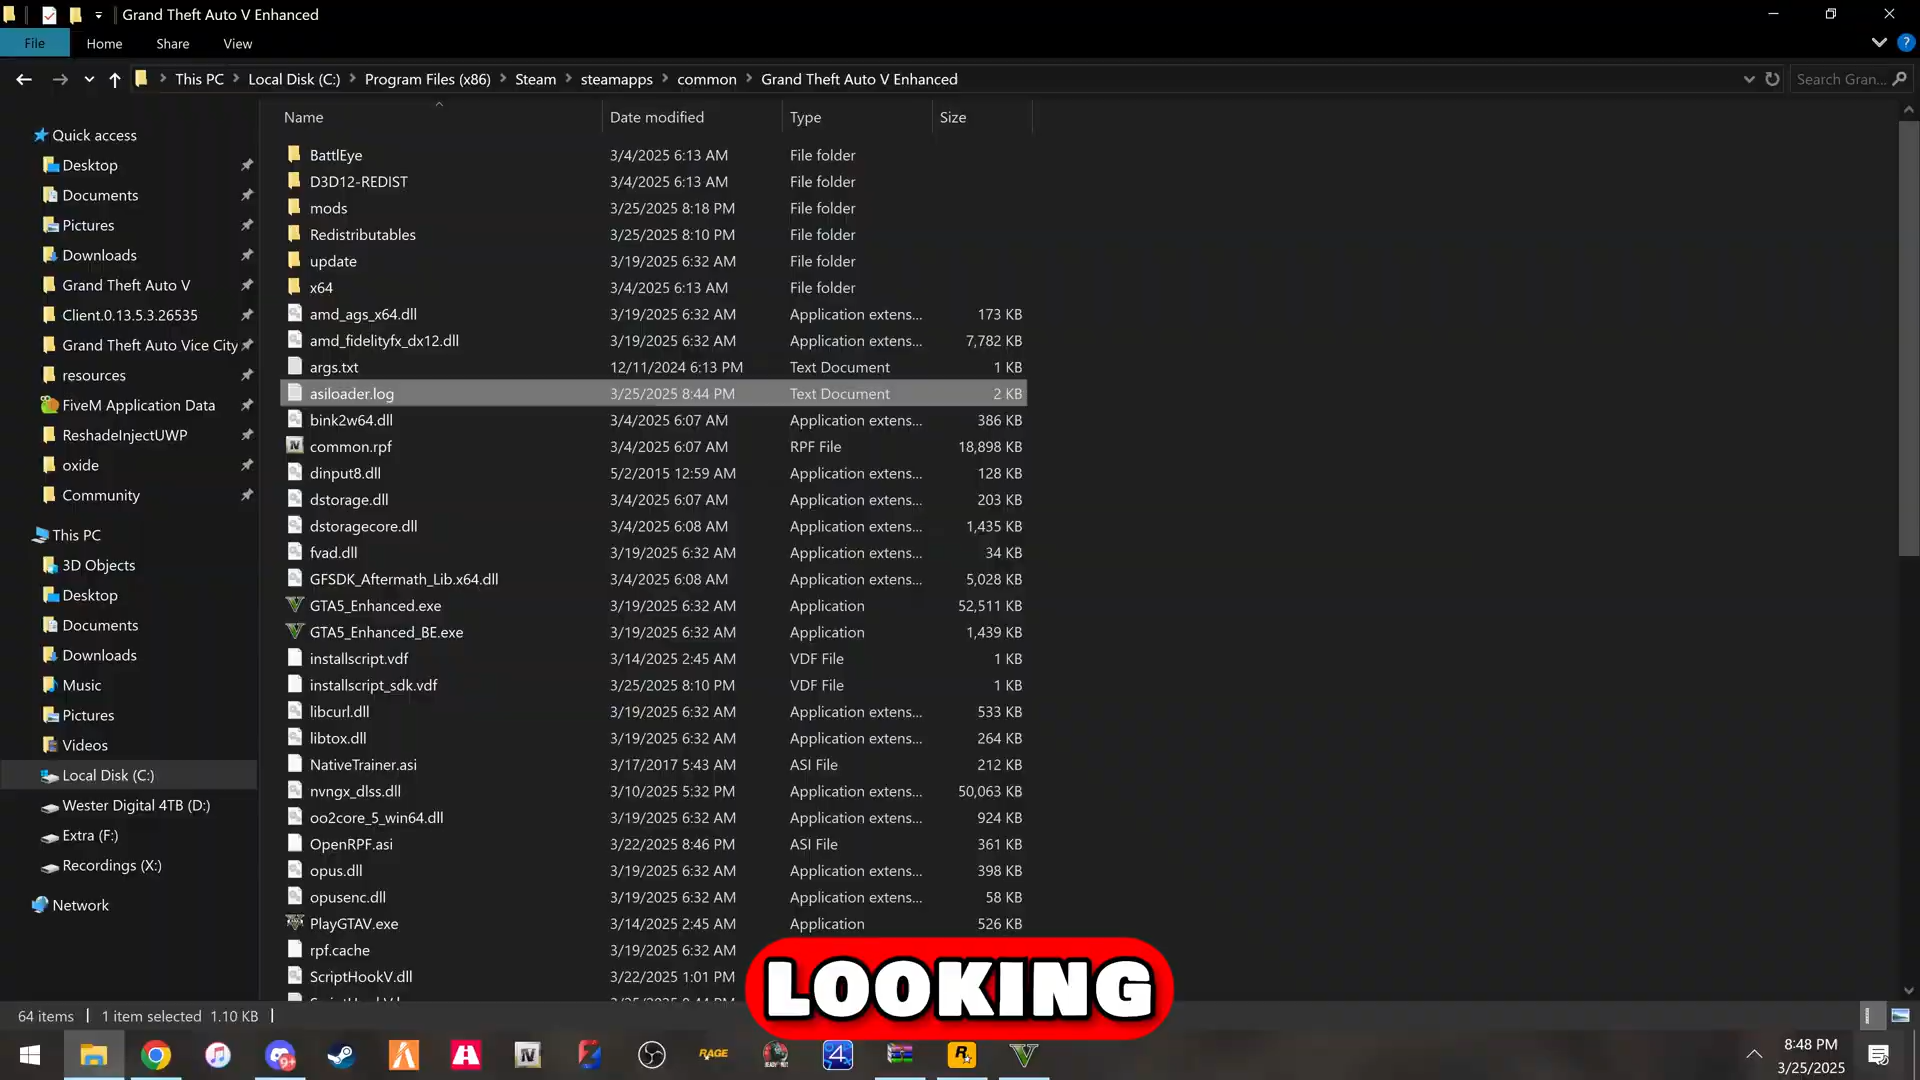 Grand Theft Auto V Enhanced
File Home Share View
This PC Local Disk (C:) Program Files (x86) Steam steamapps common Grand Theft Auto V Enhanced Search Gran...
Quick access
Desktop
Documents
Pictures
Downloads
Grand Theft Auto V
Client.0.13.5.3.26535
Grand Theft Auto Vice City
resources
FiveM Application Data
ReshadeInjectUWP
oxide
Community
This PC
3D Objects
Desktop
Documents
Downloads
Music
Pictures
Videos
Local Disk (C:)
Wester Digital 4TB (D:)
Extra (F:)
Recordings (X:)
Network
Name Date modified Type Size
BattlEye 3/4/2025 6:13 AM File folder
D3D12-REDIST 3/4/2025 6:13 AM File folder
mods 3/25/2025 8:18 PM File folder
Redistributables 3/25/2025 8:10 PM File folder
update 3/19/2025 6:32 AM File folder
x64 3/4/2025 6:13 AM File folder
amd_ags_x64.dll 3/19/2025 6:32 AM Application extens... 173 KB
amd_fidelityfx_dx12.dll 3/19/2025 6:32 AM Application extens... 7,782 KB
args.txt 12/11/2024 6:13 PM Text Document 1 KB
asiloader.log 3/25/2025 8:44 PM Text Document 2 KB
bink2w64.dll 3/4/2025 6:07 AM Application extens... 386 KB
common.rpf 3/4/2025 6:07 AM RPF File 18,898 KB
dinput8.dll 5/2/2015 12:59 AM Application extens... 128 KB
dstorage.dll 3/4/2025 6:07 AM Application extens... 203 KB
dstoragecore.dll 3/4/2025 6:08 AM Application extens... 1,435 KB
fvad.dll 3/19/2025 6:32 AM Application extens... 34 KB
GFSDK_Aftermath_Lib.x64.dll 3/4/2025 6:08 AM Application extens... 5,028 KB
GTA5_Enhanced.exe 3/19/2025 6:32 AM Application 52,511 KB
GTA5_Enhanced_BE.exe 3/19/2025 6:32 AM Application 1,439 KB
installscript.vdf 3/14/2025 2:45 AM VDF File 1 KB
installscript_sdk.vdf 3/25/2025 8:10 PM VDF File 1 KB
libcurl.dll 3/19/2025 6:32 AM Application extens... 533 KB
libtox.dll 3/19/2025 6:32 AM Application extens... 264 KB
NativeTrainer.asi 3/17/2017 5:43 AM ASI File 212 KB
nvngx_dlss.dll 3/10/2025 5:32 PM Application extens... 50,063 KB
oo2core_5_win64.dll 3/19/2025 6:32 AM Application extens... 924 KB
OpenRPF.asi 3/22/2025 8:46 PM ASI File 361 KB
opus.dll 3/19/2025 6:32 AM Application extens... 398 KB
opusenc.dll 3/19/2025 6:32 AM Application extens... 58 KB
PlayGTAV.exe 3/14/2025 2:45 AM Application 526 KB
rpf.cache 3/19/2025 6:32 AM
ScriptHookV.dll 3/22/2025 1:01 PM
LOOKING
64 items 1 item selected 1.10 KB
RAGE
8:48 PM
3/25/2025